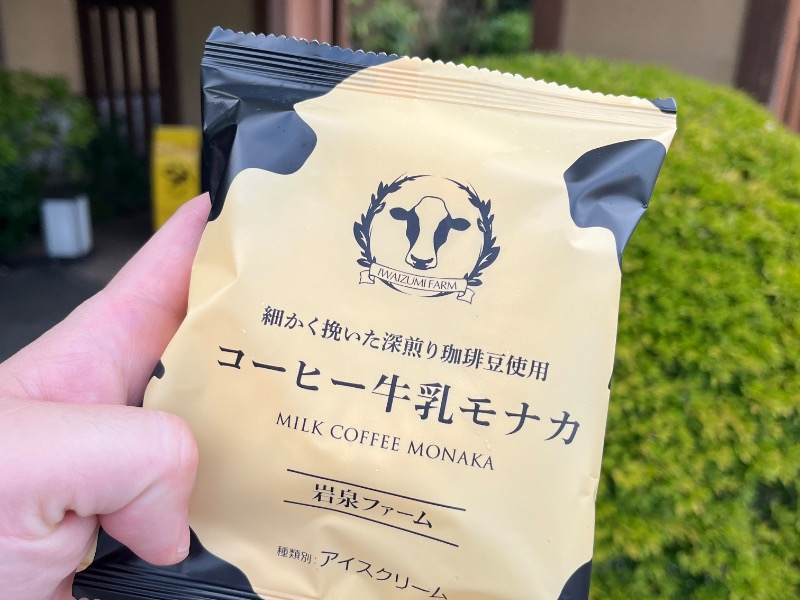 IWAIZUMI FARM
細かく挽いた深煎り珈琲豆使用
コーヒー牛乳モナカ
MILK COFFEE MONAKA
岩泉ファーム
種類別:アイスクリーム